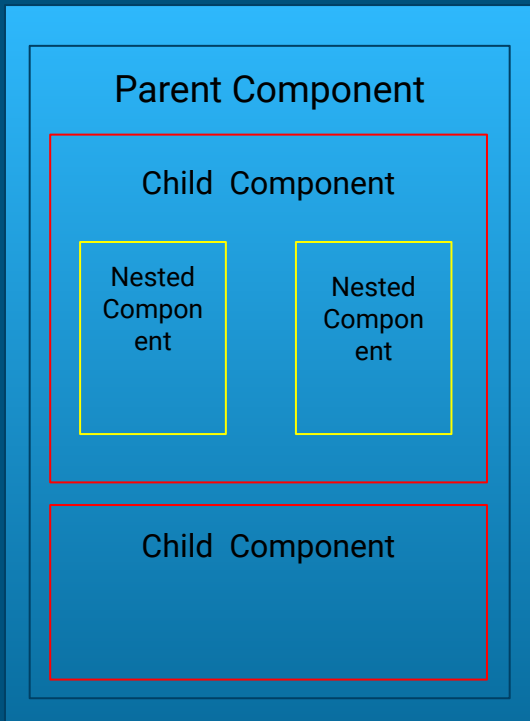 Parent Component
Child  Component
Nested
Compon
ent
Nested
Compon
ent
Child  Component